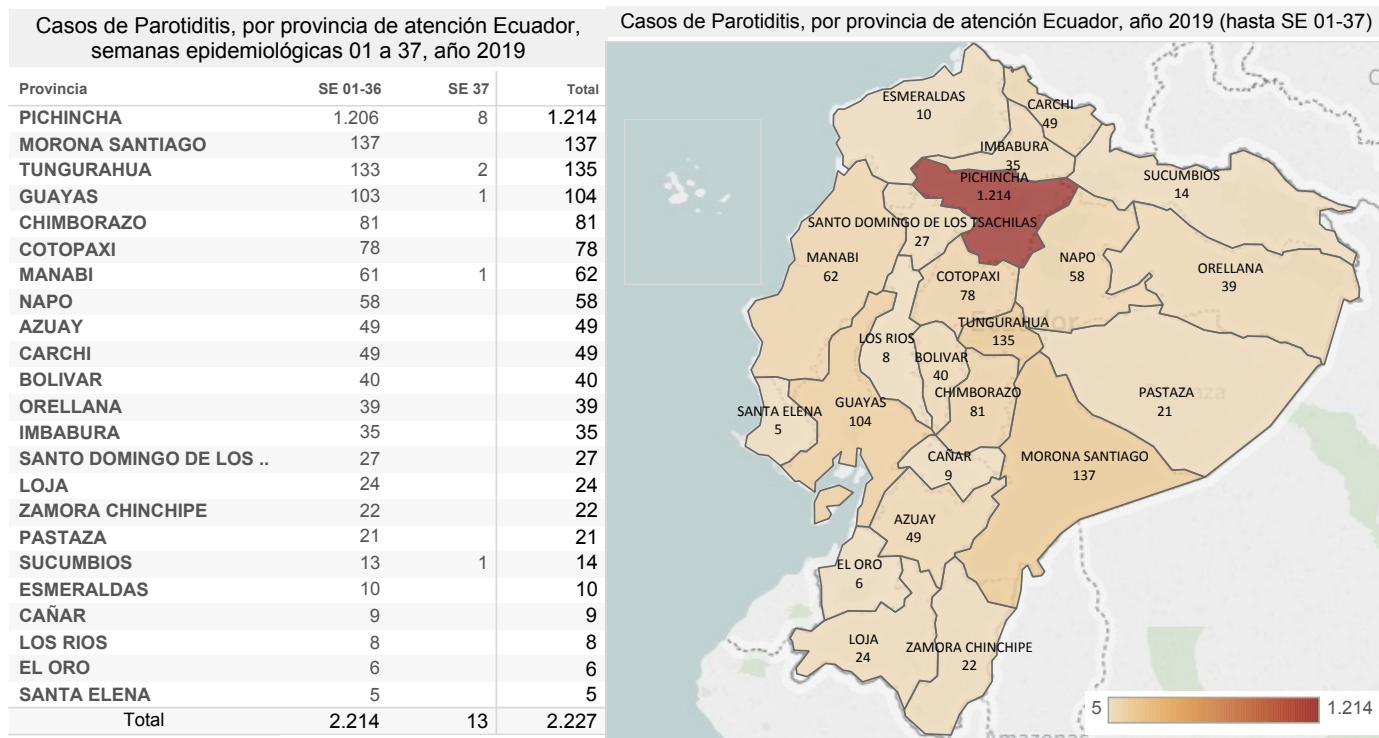 Casos de Parotiditis, por provincia de atención Ecuador,
semanas epidemiológicas 01 a 37, año 2019
Provincia SE 01-36 SE 37 Total
PICHINCHA 1.206 8 1.214
MORONA SANTIAGO 137 137
TUNGURAHUA 133 2 135
GUAYAS 103 1 104
CHIMBORAZO 81 81
COTOPAXI 78 78
MANABI 61 1 62
NAPO 58 58
AZUAY 49 49
CARCHI 49 49
BOLIVAR 40 40
ORELLANA 39 39
IMBABURA 35 35
SANTO DOMINGO DE LOS .. 27 27
LOJA 24 24
ZAMORA CHINCHIPE 22 22
PASTAZA 21 21
SUCUMBIOS 13 1 14
ESMERALDAS 10 10
CAÑAR 9 9
LOS RIOS 8 8
EL ORO 6 6
SANTA ELENA 5 5
Total 2.214 13 2.227
Casos de Parotiditis, por provincia de atención Ecuador, año 2019 (hasta SE 01-37)
ESMERALDAS
10
CARCHI
49
IMBABURA
35
PICHINCHA
1.214
SUCUMBIOS
14
SANTO DOMINGO DE LOS TSACHILAS
27
MANABI
62
NAPO
58
ORELLANA
39
COTOPAXI
78
Ecuador
TUNGURAHUA
135
LOS RIOS
8
BOLIVAR
40
CHIMBORAZO
81
PASTAZA
21
GUAYAS
104
SANTA ELENA
5
CAÑAR
9
MORONA SANTIAGO
137
AZUAY
49
EL ORO
6
LOJA
24
ZAMORA CHINCHIPE
22
5 1.214
Amazonas